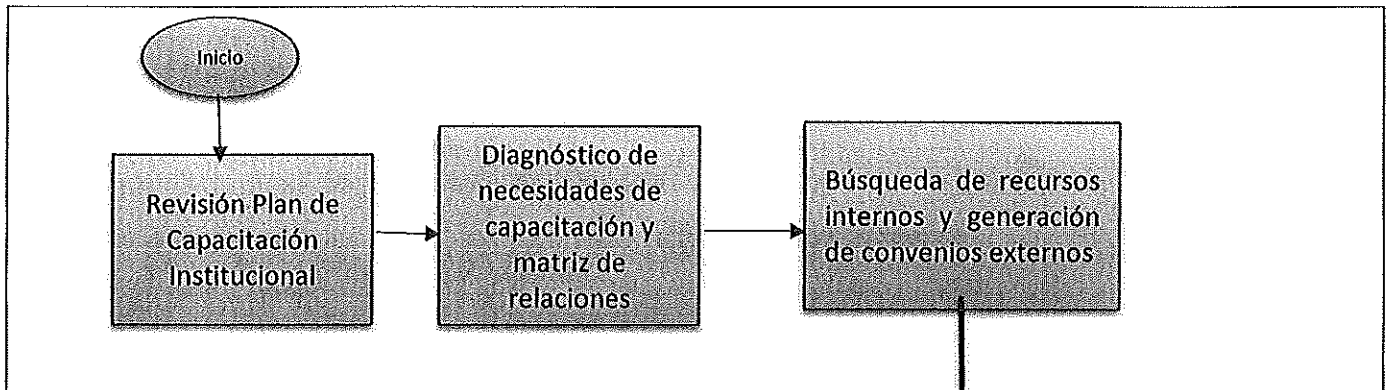 Inicio
Revisión Plan de
Capacitación
Institucional
Diagnóstico de
necesidades de
capacitación y
matriz de
relaciones
Búsqueda de recursos
internos y generación
de convenios externos